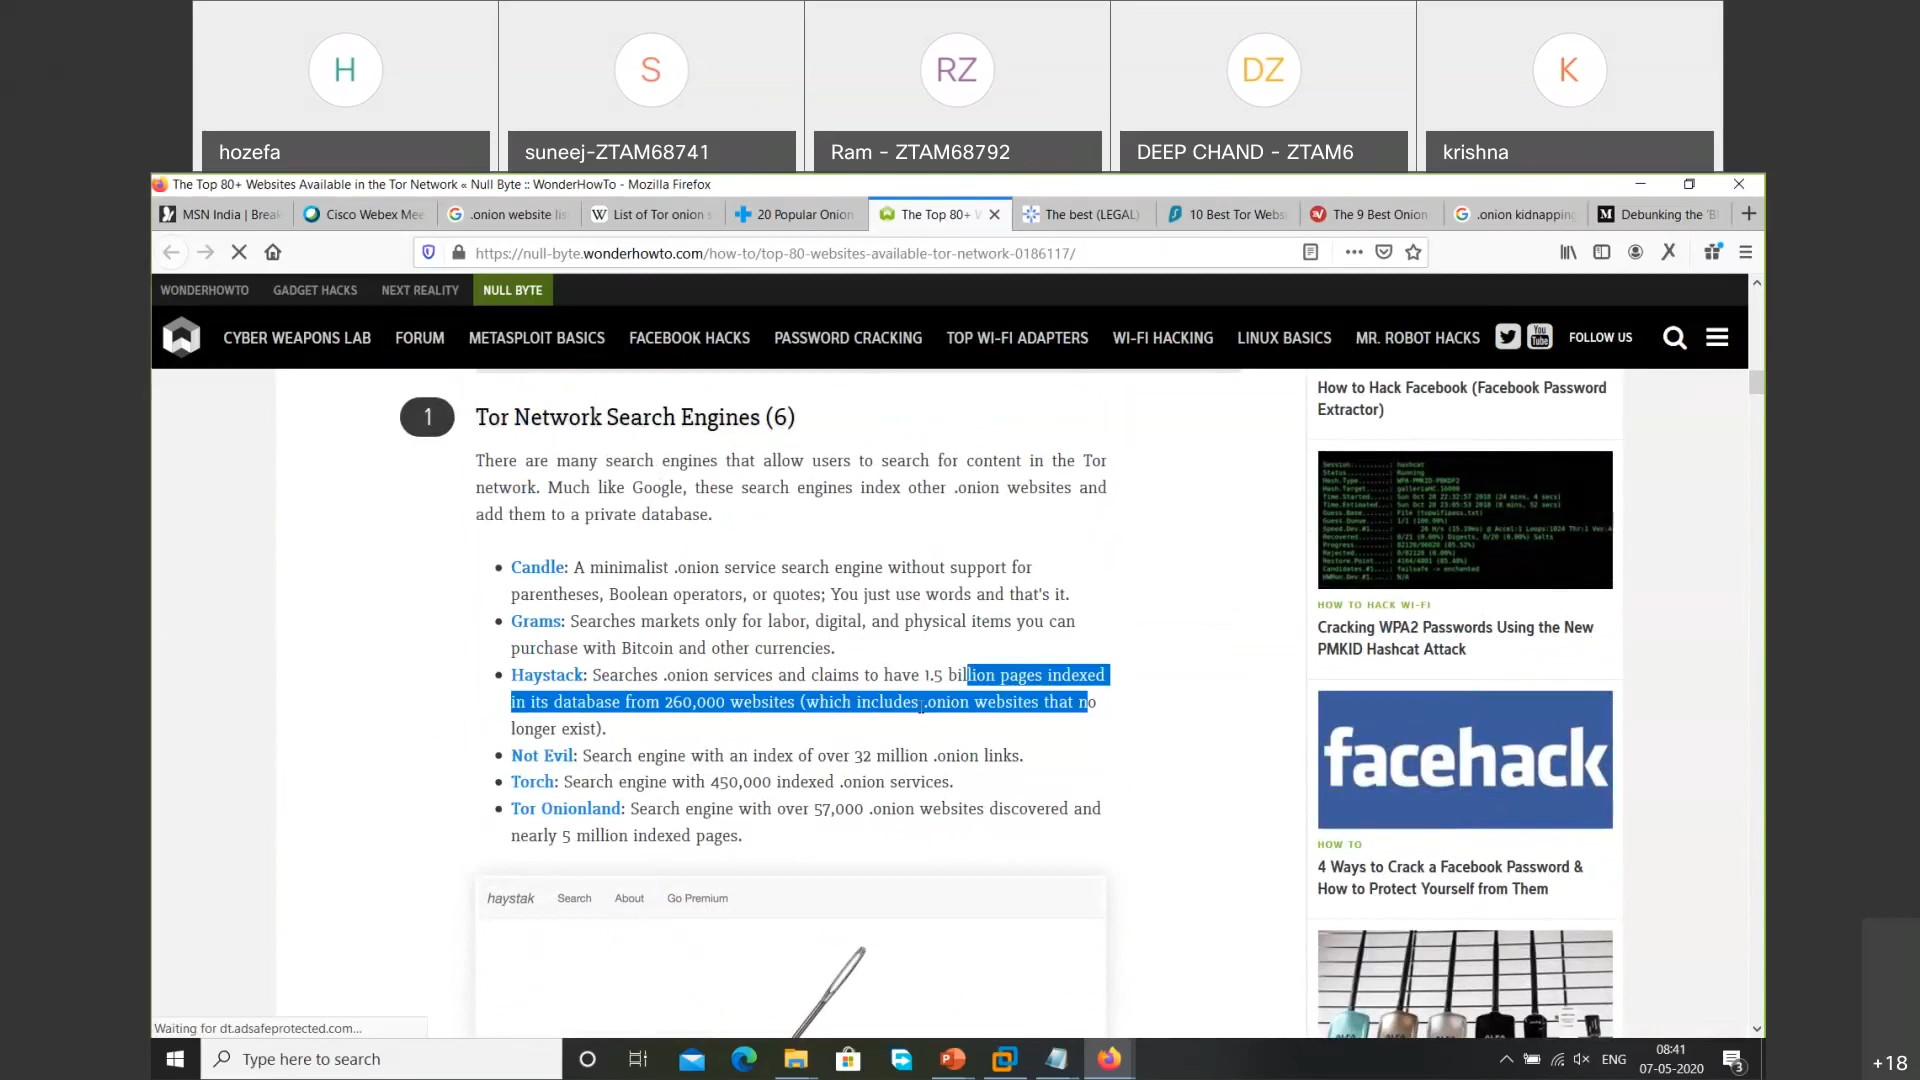 H
S
RZ
DZ
K
hozefa
suneej-ZTAM68741
Ram - ZTAM68792
DEEP CHAND - ZTAM6
krishna
The Top 80+ Websites Available in the Tor Network « Null Byte :: WonderHowTo - Mozilla Firefox
MSN India | Break
Cisco Webex Mee
.onion website lis
List of Tor onion s
20 Popular Onion
The Top 80+ W
The best (LEGAL)
10 Best Tor Webs
The 9 Best Onion
.onion kidnapping
Debunking the 'B
https://null-byte.wonderhowto.com/how-to/top-80-websites-available-tor-network-0186117/
WONDERHOWTO GADGET HACKS NEXT REALITY NULL BYTE
CYBER WEAPONS LAB FORUM METASPLOIT BASICS FACEBOOK HACKS PASSWORD CRACKING TOP WI-FI ADAPTERS WI-FI HACKING LINUX BASICS MR. ROBOT HACKS You Tube FOLLOW US
1 Tor Network Search Engines (6)
There are many search engines that allow users to search for content in the Tor
network. Much like Google, these search engines index other .onion websites and
add them to a private database.
• Candle: A minimalist .onion service search engine without support for
parentheses, Boolean operators, or quotes; You just use words and that's it.
• Grams: Searches markets only for labor, digital, and physical items you can
purchase with Bitcoin and other currencies.
• Haystack: Searches .onion services and claims to have 1.5 billion pages indexed
in its database from 260,000 websites (which includes .onion websites that no
longer exist).
• Not Evil: Search engine with an index of over 32 million .onion links.
• Torch: Search engine with 450,000 indexed .onion services.
• Tor Onionland: Search engine with over 57,000 .onion websites discovered and
nearly 5 million indexed pages.
haystak Search About Go Premium
How to Hack Facebook (Facebook Password
Extractor)
HOW TO HACK WI-FI
Cracking WPA2 Passwords Using the New
PMKID Hashcat Attack
facehack
HOW TO
4 Ways to Crack a Facebook Password &
How to Protect Yourself from Them
Waiting for dt.adsafeprotected.com...
Type here to search
ENG
08:41
07-05-2020
3
+18